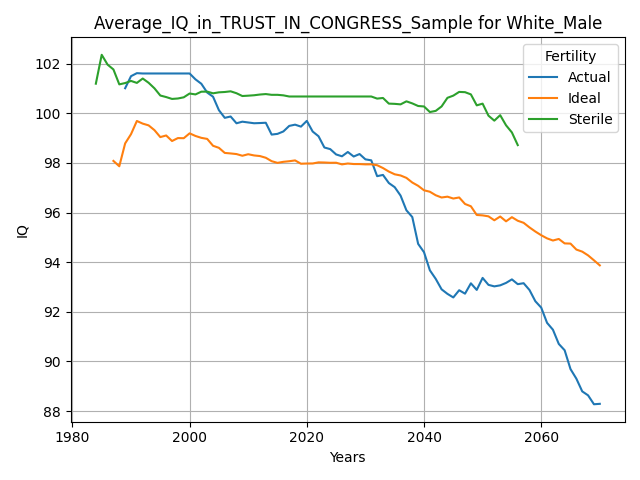 Average_IQ_in_TRUST_IN_CONGRESS_Sample for White_Male
Fertility
Actual
Ideal
Sterile
IQ
102
100
98
96
94
92
90
88
1980
2000
2020
2040
2060
Years